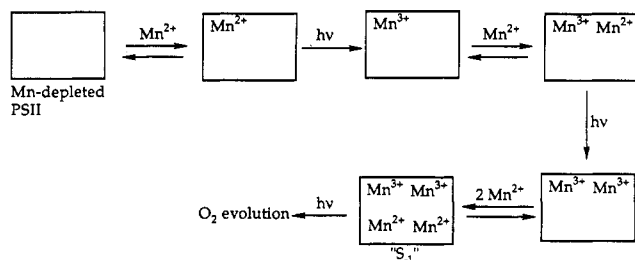 Mn²⁺ Mn²⁺
Mn²⁺ hν Mn³⁺ Mn³⁺ Mn²⁺
Mn-depleted
PSII
hν
Mn³⁺ Mn³⁺ 2 Mn²⁺ Mn³⁺ Mn³⁺
O₂ evolution hν Mn²⁺ Mn²⁺
"S₋₁"